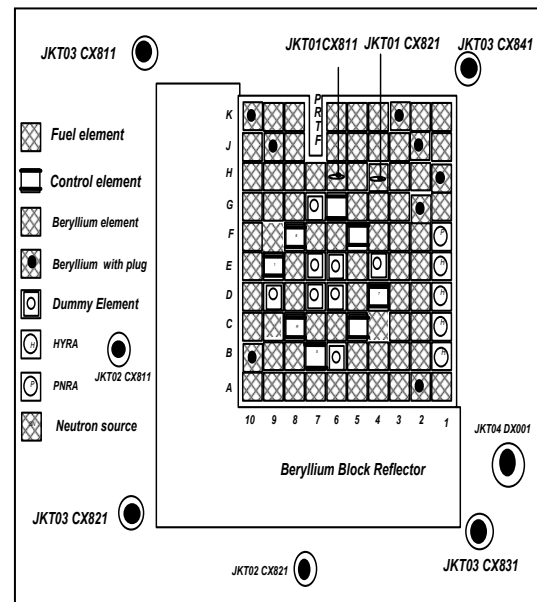 JKT03 CX811
JKT01CX811
JKT01 CX821
JKT03 CX841
P
R
T
F
K
J
H
G
F
P
E
D
H
C
H
B
H
A
10
9
8
7
6
5
4
3
2
1
Fuel element
Control element
Beryllium element
Beryllium with plug
Dummy Element
H
HYRA
P
PNRA
Neutron source
JKT02 CX811
Beryllium Block Reflector
JKT04 DX001
JKT03 CX821
JKT03 CX831
JKT02 CX821